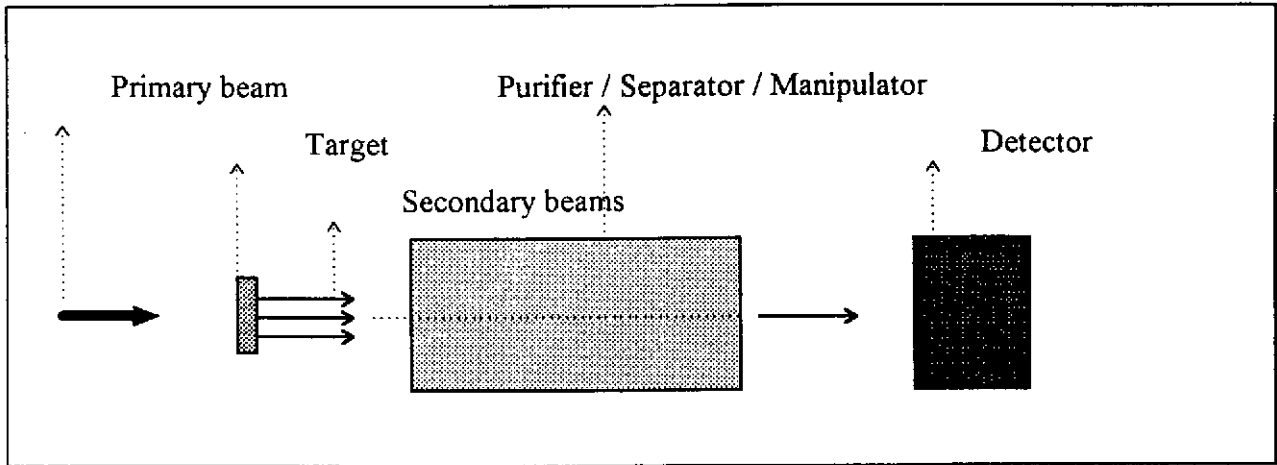 Primary beam
Purifier / Separator / Manipulator
Target
Detector
Secondary beams